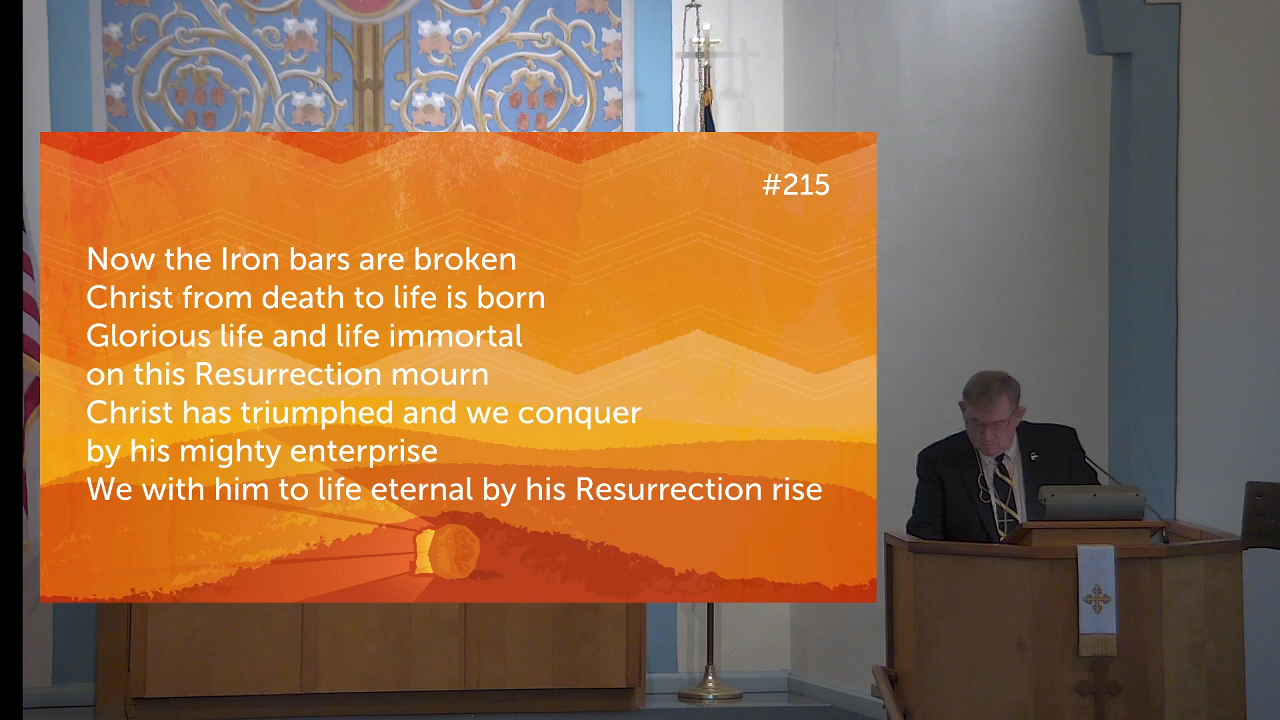 #215
Now the Iron bars are broken
Christ from death to life is born
Glorious life and life immortal
on this Resurrection mourn
Christ has triumphed and we conquer
by his mighty enterprise
We with him to life eternal by his Resurrection rise